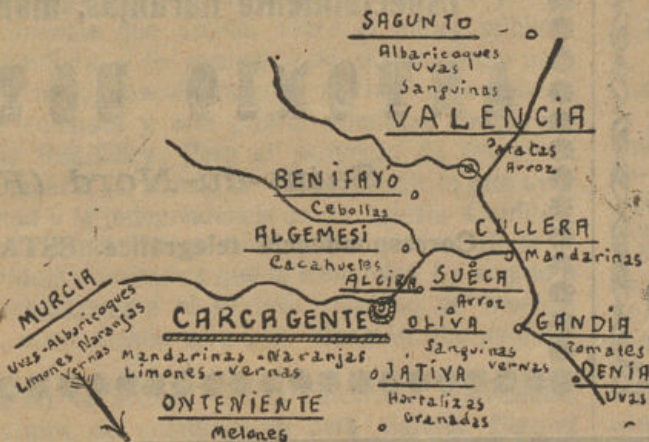 SAGUNTO
Albaricoques
Uvas
Sanguinas
VALENCIA
Patatas
Arroz
BENIFAYO
Cebollas
CULLERA
Mandarinas
ALGEMESI
Cacahuetes
ALCIRA
SUECA
Arroz
MURCIA
Uvas-Albaricoques
Limones Naranjas
Vernas
CARCAGENTE
Mandarinas - Naranjas
Limones - Vernas
OLIVA
Sanguinas
vernas
GANDIA
Tomates
JÁTIVA
Hortalizas
Granadas
DENIA
Uvas
ONTENIENTE
Melones